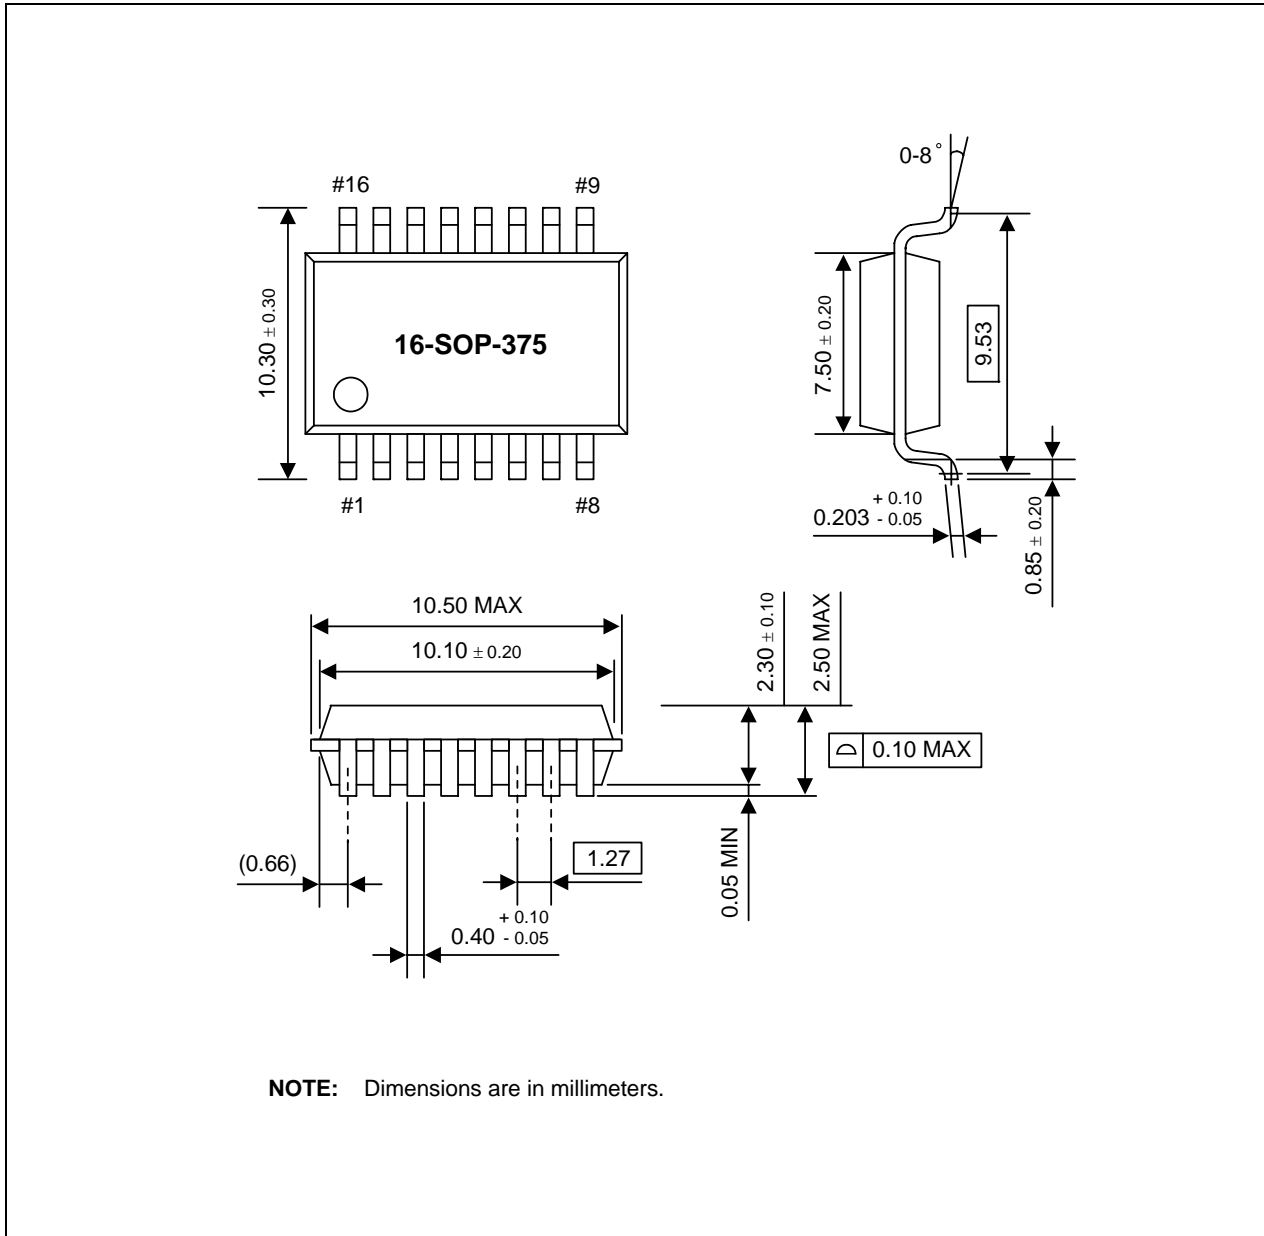 #16
#9
10.30 ± 0.30
16-SOP-375
#1
#8
0-8°
7.50 ± 0.20
9.53
0.203 + 0.10 - 0.05
0.85 ± 0.20
10.50 MAX
10.10 ± 0.20
2.30 ± 0.10
2.50 MAX
0.10 MAX
0.05 MIN
(0.66)
1.27
0.40 + 0.10 - 0.05
NOTE: Dimensions are in millimeters.